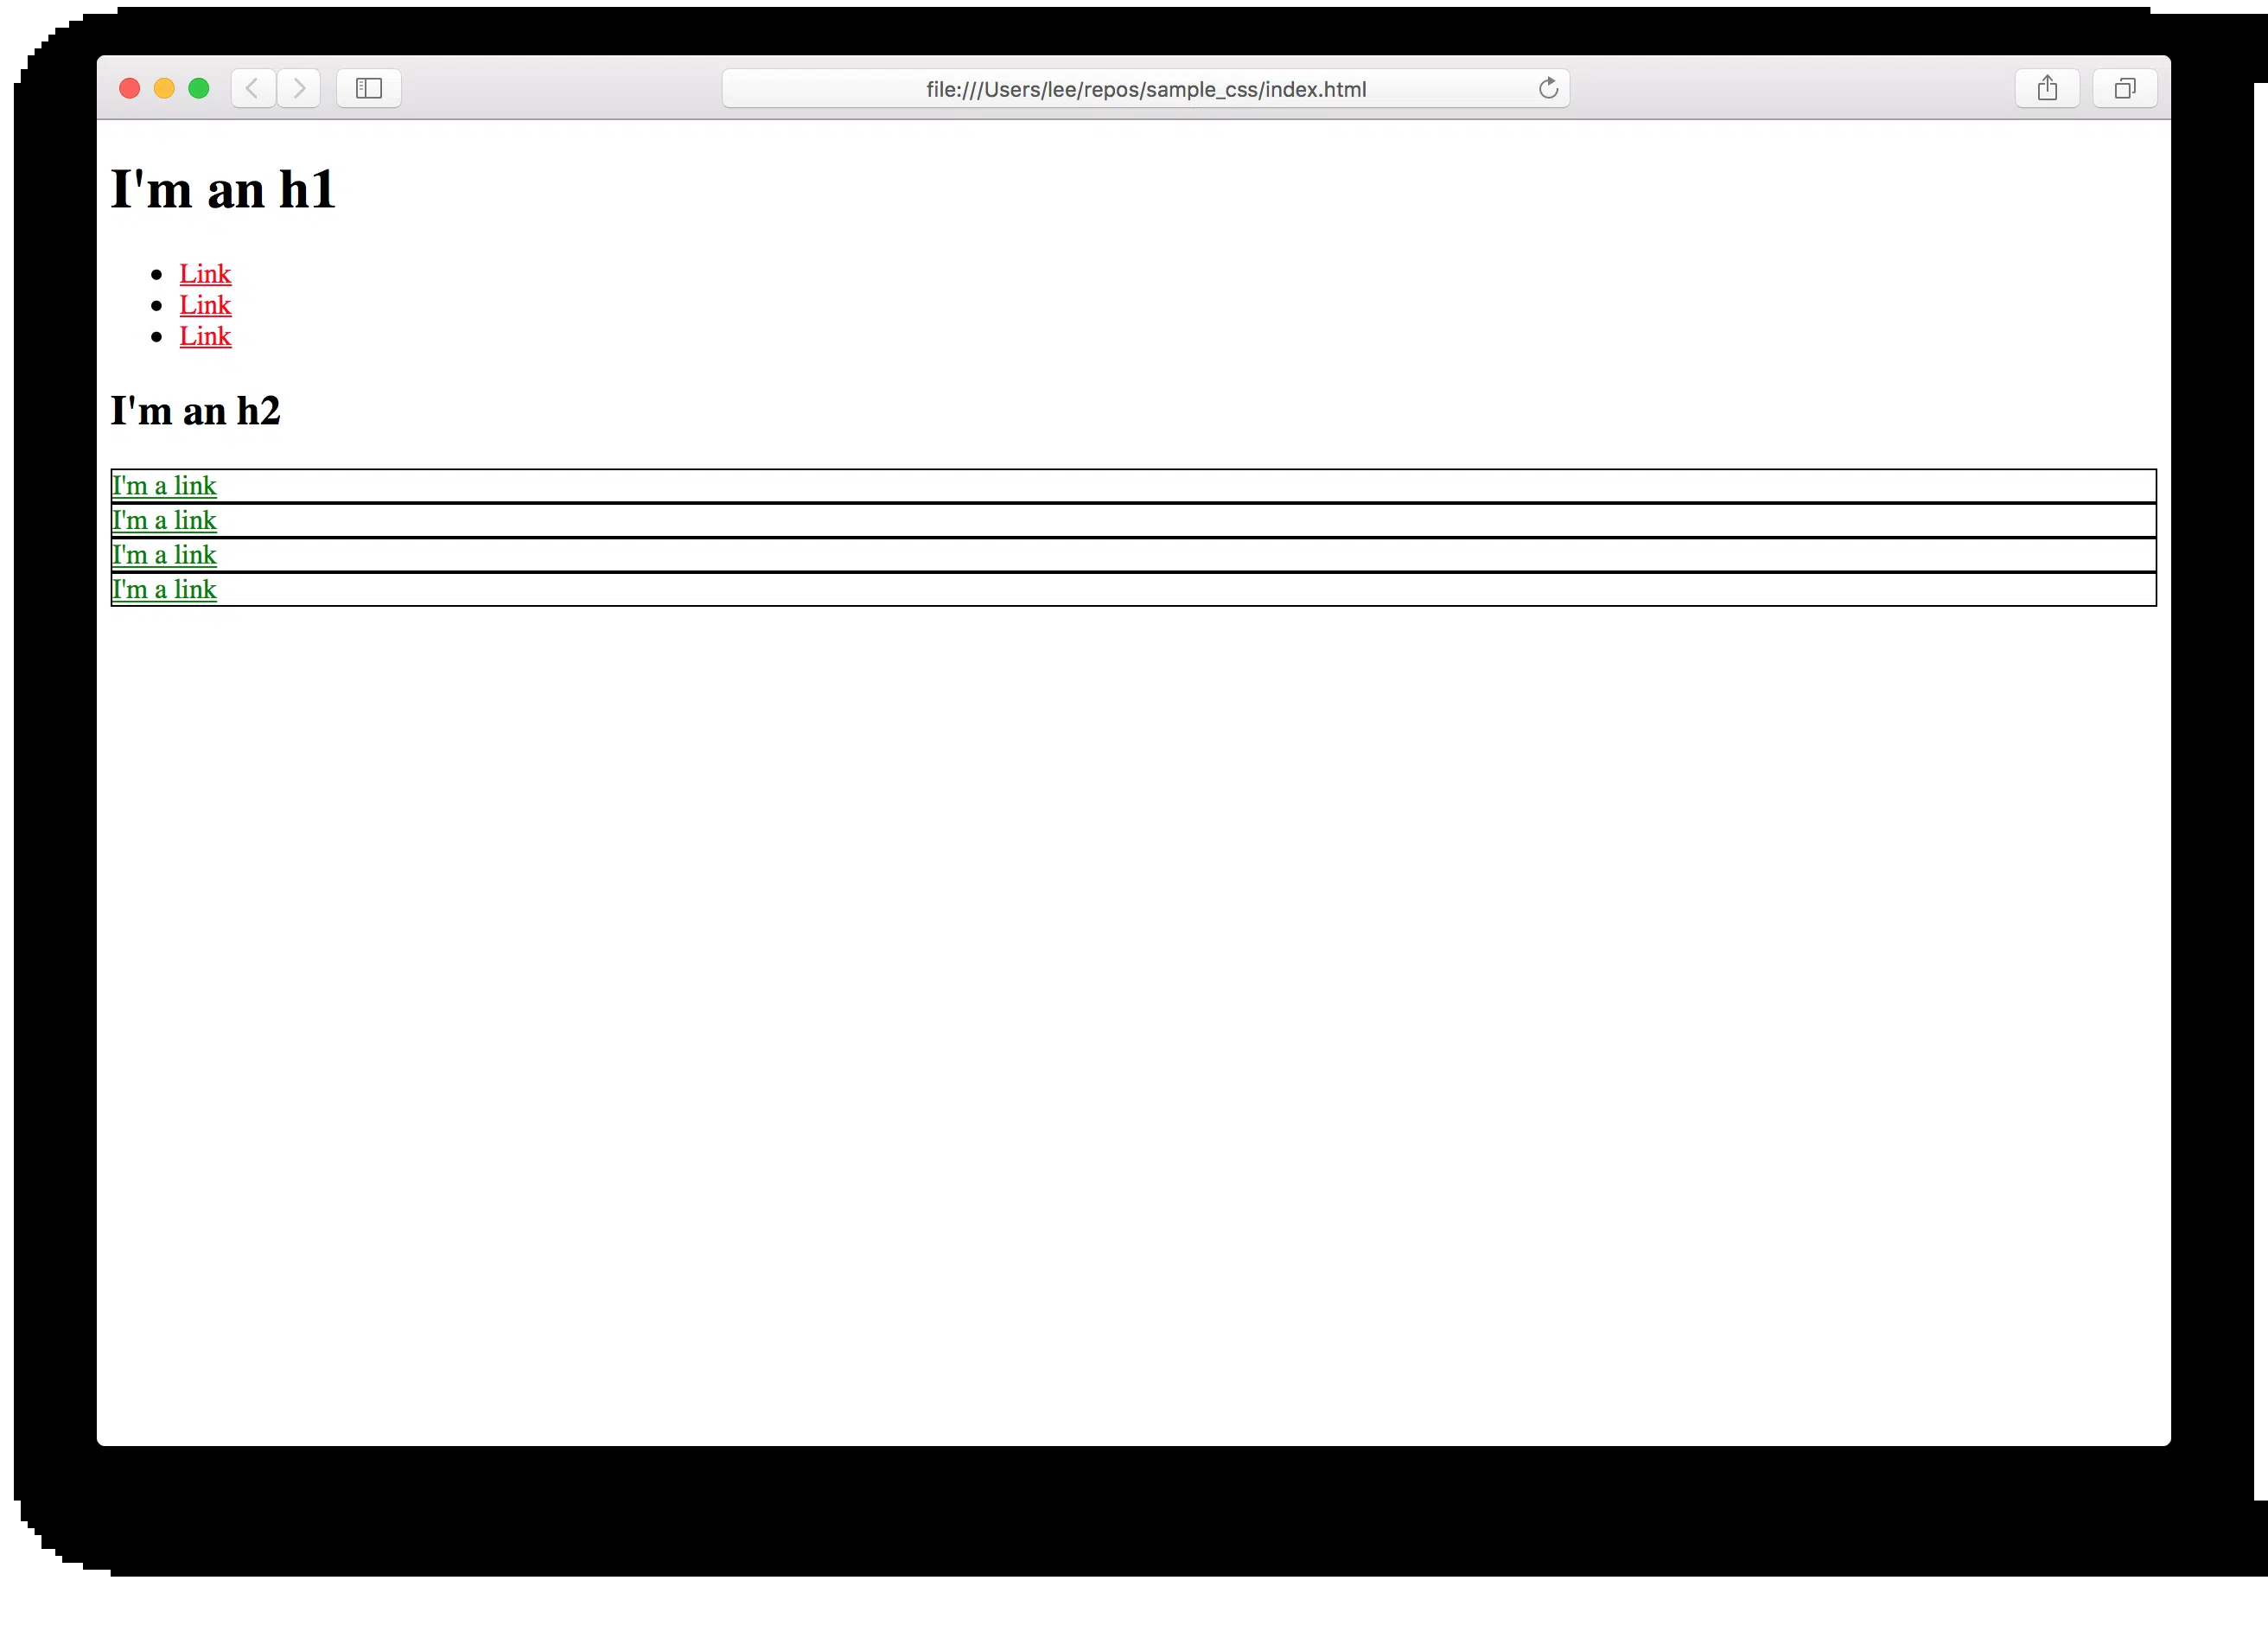 file:///Users/lee/repos/sample_css/index.html
I'm an h1
Link
Link
Link
I'm an h2
I'm a link
I'm a link
I'm a link
I'm a link